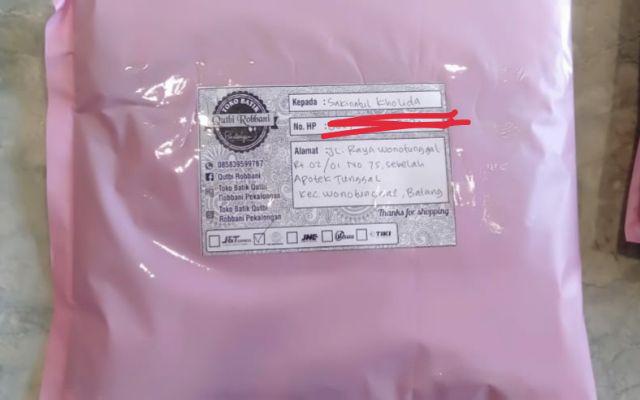 TOKO BATIK
Qutbi Robbani
085839599787
Qutbi Robbani
Toko Batik Qutbi
Robbani Pekalongan
Toko Batik Qutbi
Robbani Pekalongan
Kepada : Sakinatul Kholida
No. HP :
Alamat : JL. Raya Wonotunggal
Rt 02/01 No 75, sebelah
Apotek Tunggal
Kec. Wonotunggal, Batang
Thanks for shopping
J&T EXPRESS JNE Wahana TIKI